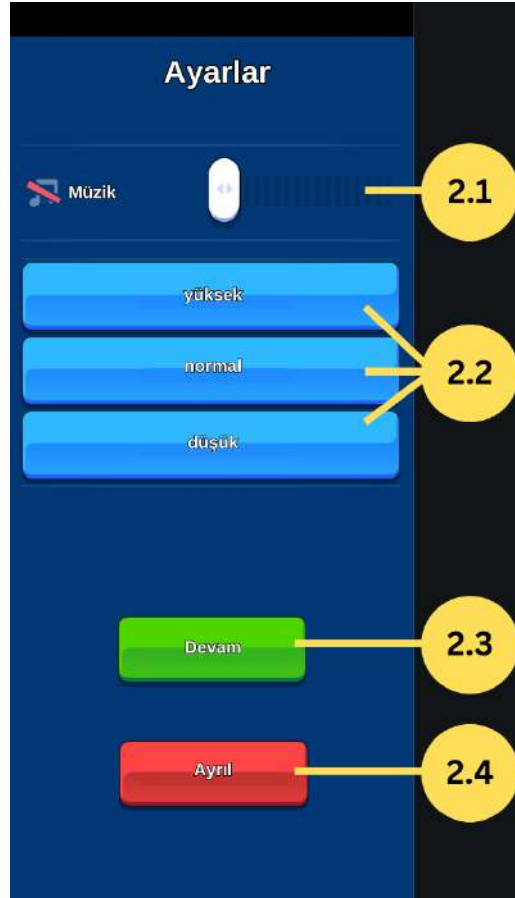 Ayarlar
Müzik
2.1
yüksek
normal
2.2
düşük
Devam
2.3
Ayrıl
2.4